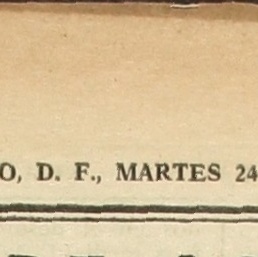 O, D. F., MARTES 24